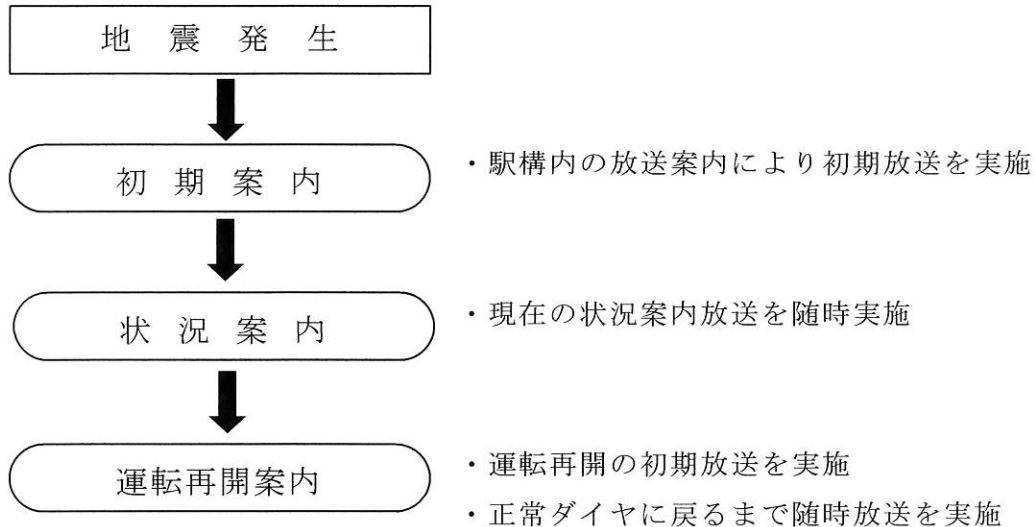 地震発生
初期案内
・駅構内の放送案内により初期放送を実施
状況案内
・現在の状況案内放送を随時実施
運転再開案内
・運転再開の初期放送を実施
・正常ダイヤに戻るまで随時放送を実施